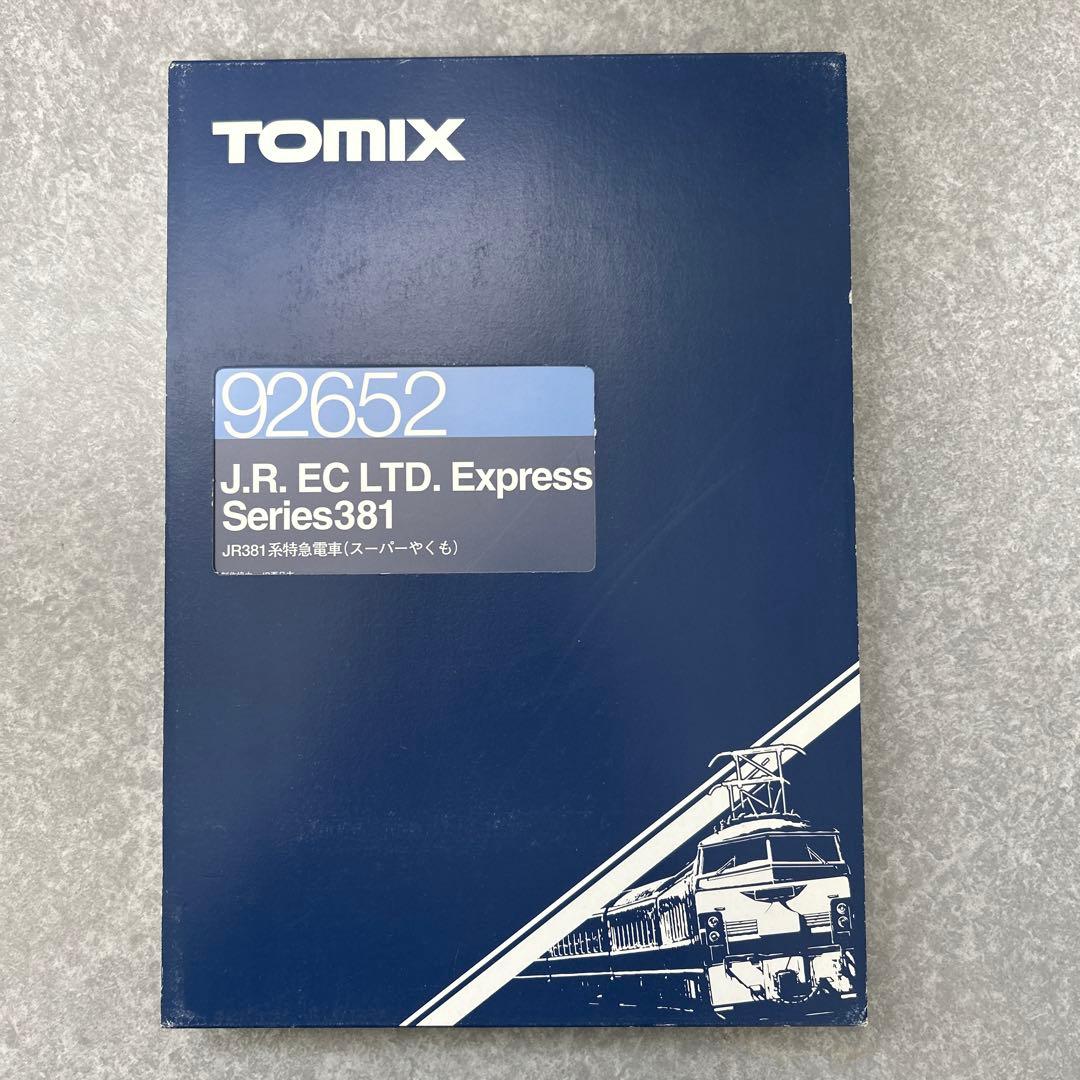 TOMIX
92652
J.R. EC LTD. Express
Series381
JR381系特急電車(スーパーやくも)